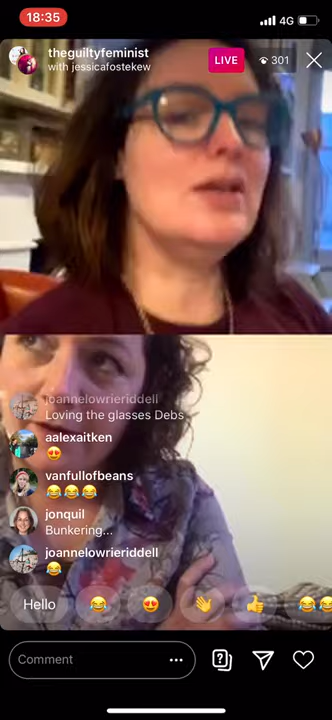 18:35
4G
theguiltyfeminist
with jessicafostekew
LIVE
301
joannelowrieriddell
Loving the glasses Debs
aalexaitken
😍
vanfullofbeans
😂😂😂
jonquil
Bunkering...
joannelowrieriddell
😂
Hello 😂 😍 👋 👍 😂😂
Comment